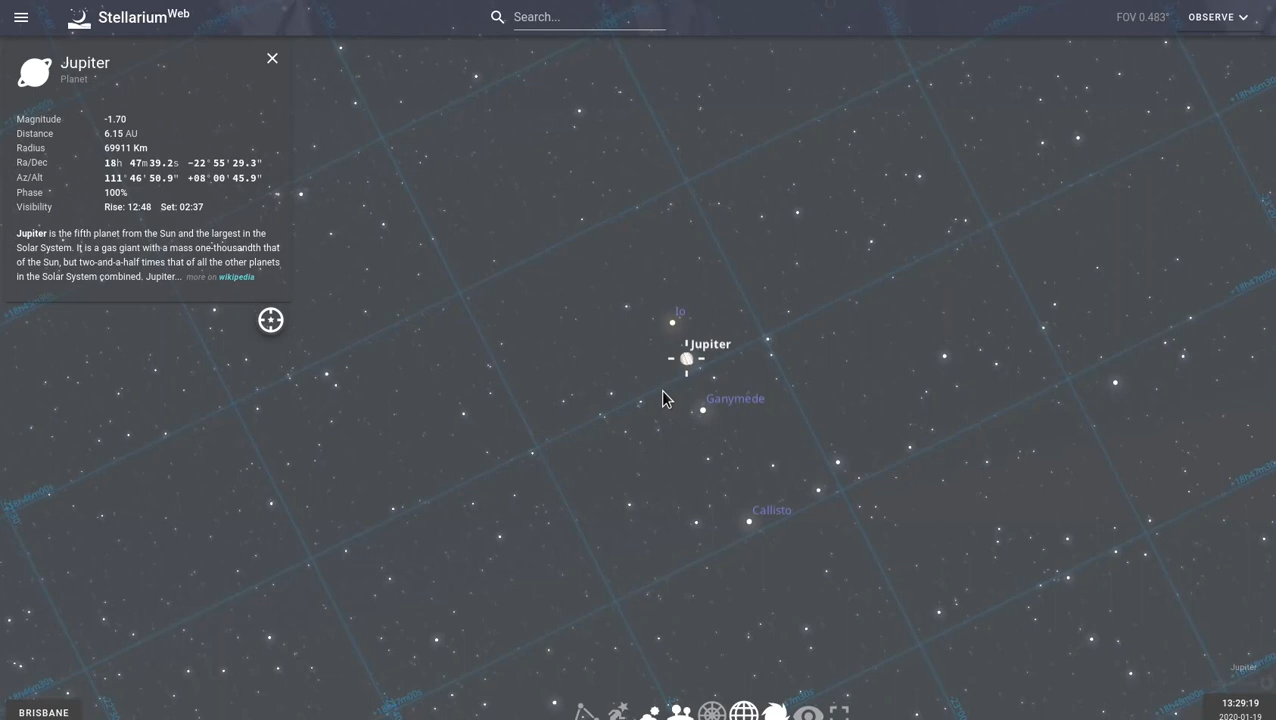 StellariumWeb
Search...
FOV 0.483°
OBSERVE
Jupiter
Planet
Magnitude -1.70
Distance 6.15 AU
Radius 69911 Km
Ra/Dec 18h 47m39.2s -22°55'29.3"
Az/Alt 111°46'50.9" +08°00'45.9"
Phase 100%
Visibility Rise: 12:48 Set: 02:37
Jupiter is the fifth planet from the Sun and the largest in the
Solar System. It is a gas giant with a mass one-thousandth that
of the Sun, but two-and-a-half times that of all the other planets
in the Solar System combined. Jupiter... more on wikipedia
Io
Jupiter
Ganymede
Callisto
Jupiter
BRISBANE
13:29:19
2020-01-19